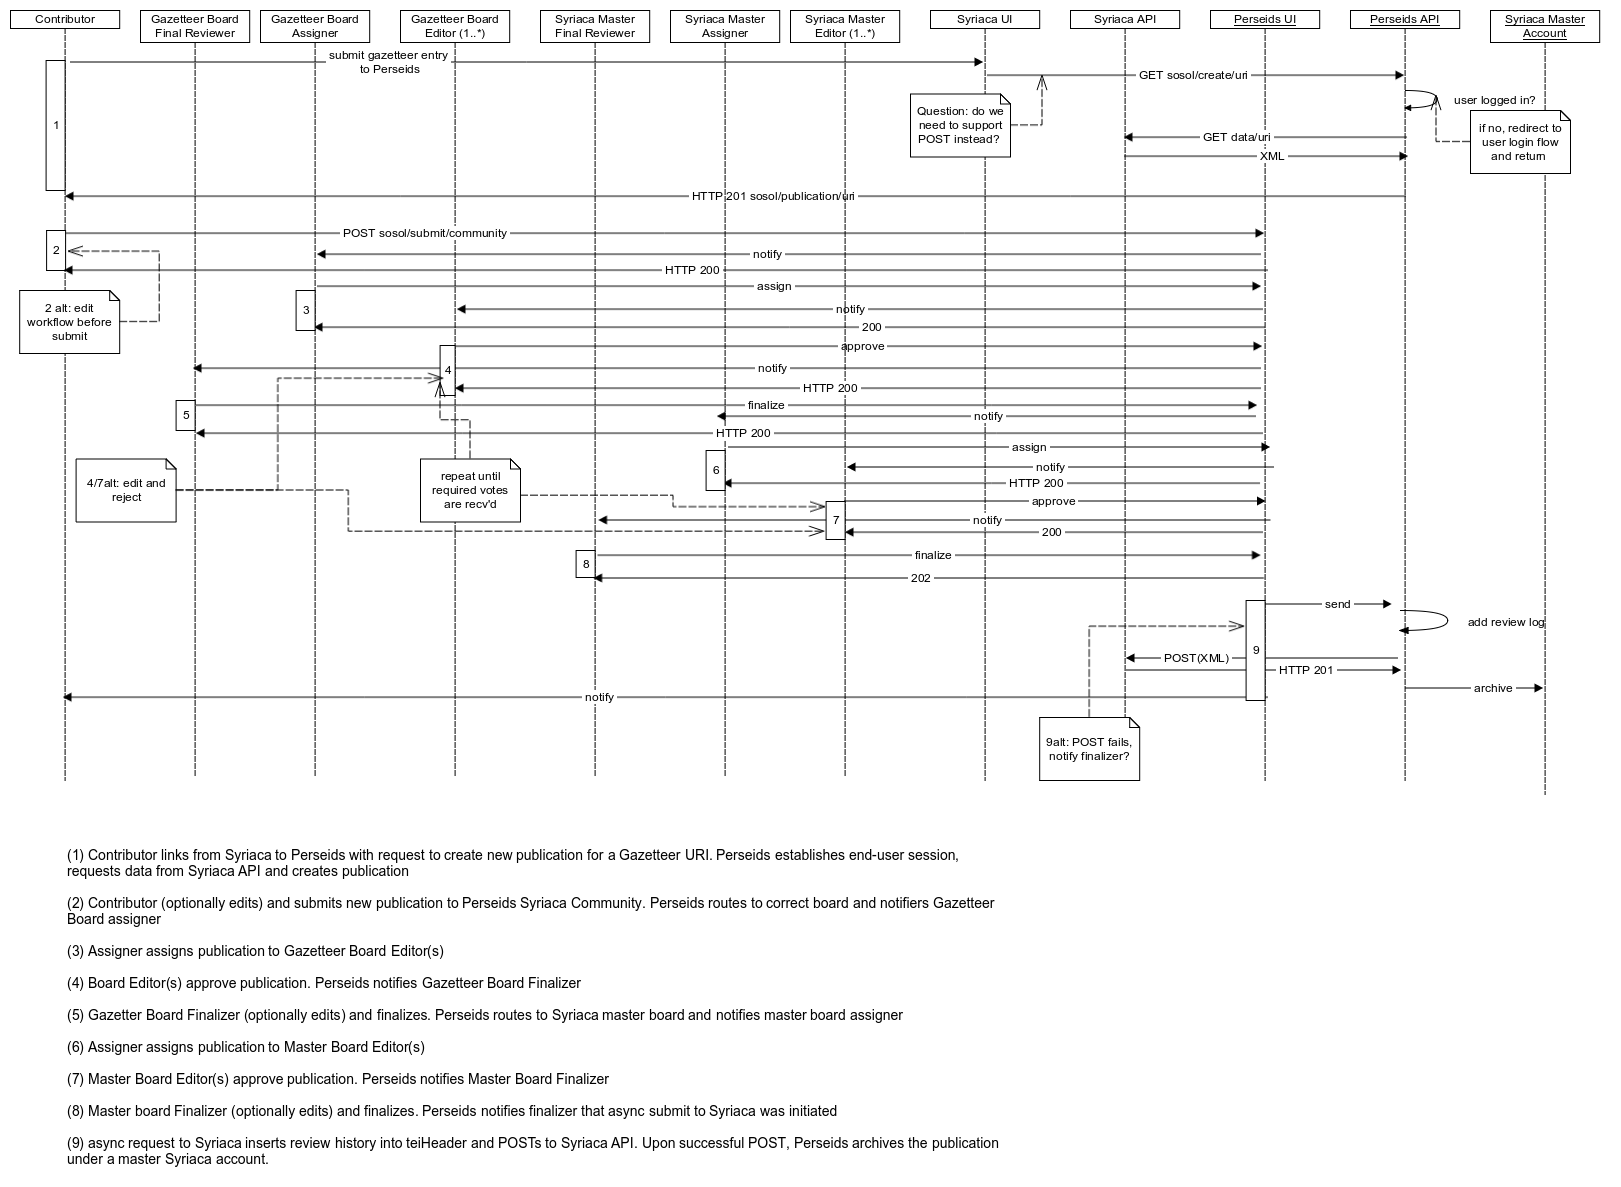 Contributor
Gazetteer Board
Final Reviewer
Gazetteer Board
Assigner
Gazetteer Board
Editor (1..*)
Syriaca Master
Final Reviewer
Syriaca Master
Assigner
Syriaca Master
Editor (1..*)
Syriaca UI
Syriaca API
Perseids UI
Perseids API
Syriaca Master
Account
submit gazetteer entry
to Perseids
GET sosol/create/uri
1
Question: do we
need to support
POST instead?
user logged in?
if no, redirect to
user login flow
and return
GET data/uri
XML
HTTP 201 sosol/publication/uri
POST sosol/submit/community
2
notify
HTTP 200
assign
2 alt: edit
workflow before
submit
3
notify
200
approve
4
notify
HTTP 200
5
finalize
notify
HTTP 200
assign
6
notify
HTTP 200
4/7alt: edit and
reject
repeat until
required votes
are recv'd
approve
7
notify
200
8
finalize
202
send
add review log
9
POST(XML)
HTTP 201
archive
notify
9alt: POST fails,
notify finalizer?
(1) Contributor links from Syriaca to Perseids with request to create new publication for a Gazetteer URI. Perseids establishes end-user session,
requests data from Syriaca API and creates publication
(2) Contributor (optionally edits) and submits new publication to Perseids Syriaca Community. Perseids routes to correct board and notifiers Gazetteer
Board assigner
(3) Assigner assigns publication to Gazetteer Board Editor(s)
(4) Board Editor(s) approve publication. Perseids notifies Gazetteer Board Finalizer
(5) Gazetter Board Finalizer (optionally edits) and finalizes. Perseids routes to Syriaca master board and notifies master board assigner
(6) Assigner assigns publication to Master Board Editor(s)
(7) Master Board Editor(s) approve publication. Perseids notifies Master Board Finalizer
(8) Master board Finalizer (optionally edits) and finalizes. Perseids notifies finalizer that async submit to Syriaca was initiated
(9) async request to Syriaca inserts review history into teiHeader and POSTs to Syriaca API. Upon successful POST, Perseids archives the publication
under a master Syriaca account.